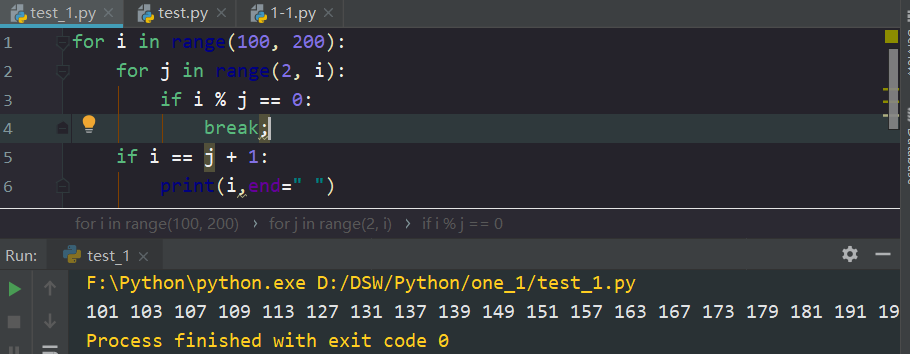 test_1.py × test.py × 1-1.py ×
1 for i in range(100, 200):
2 for j in range(2, i):
3 if i % j == 0:
4 break;
5 if i == j + 1:
6 print(i,end=" ")
for i in range(100, 200) › for j in range(2, i) › if i % j == 0
Run: test_1 ×
F:\Python\python.exe D:/DSW/Python/one_1/test_1.py
101 103 107 109 113 127 131 137 139 149 151 157 163 167 173 179 181 191 19
Process finished with exit code 0